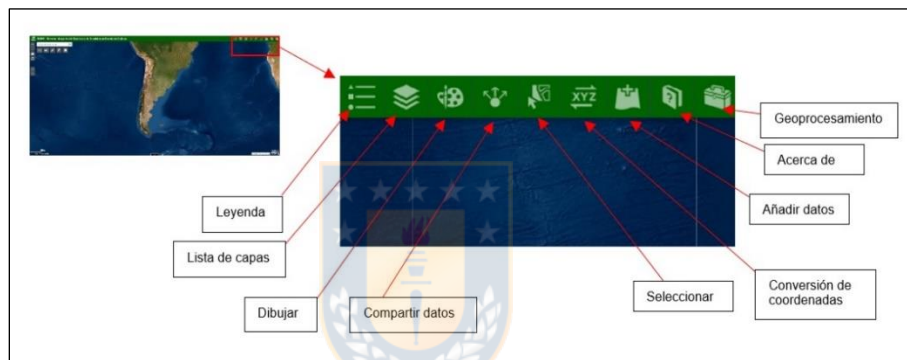 XYZ
Geoprocesamiento
Acerca de
Leyenda
Añadir datos
Lista de capas
Conversión de
coordenadas
Dibujar
Compartir datos
Seleccionar